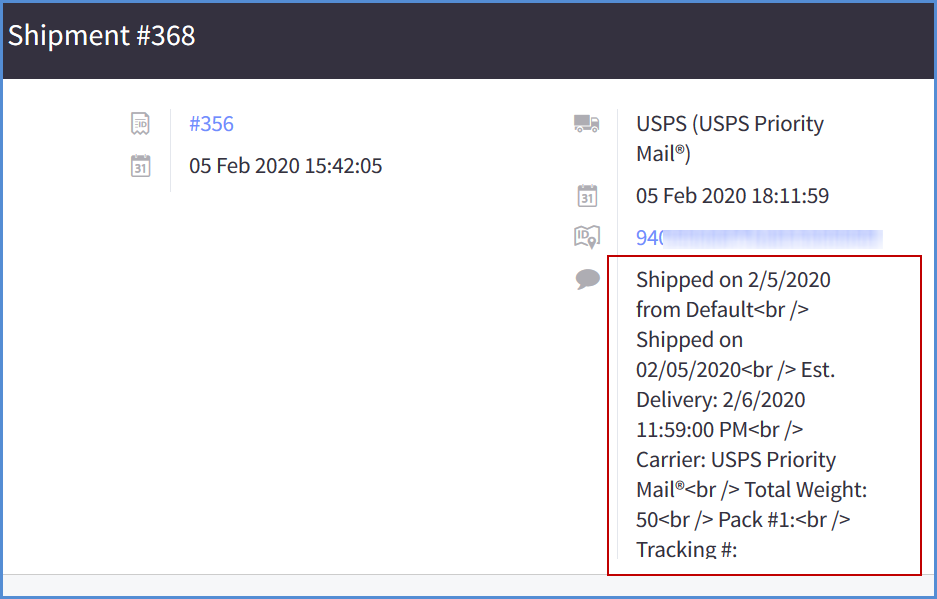 Shipment #368
#356
05 Feb 2020 15:42:05
USPS (USPS Priority
Mail®)
05 Feb 2020 18:11:59
940
Shipped on 2/5/2020
from Default<br />
Shipped on
02/05/2020<br /> Est.
Delivery: 2/6/2020
11:59:00 PM<br />
Carrier: USPS Priority
Mail®<br /> Total Weight:
50<br /> Pack #1:<br />
Tracking #: